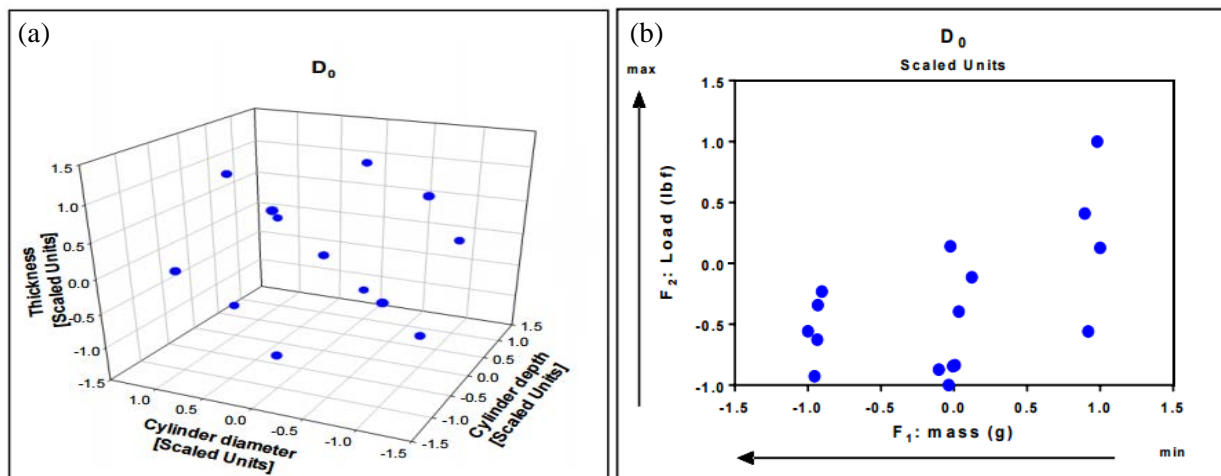 (a)
D0
Thickness
[Scaled Units]
1.5
1.0
0.5
0.0
-0.5
-1.0
-1.5
1.0
0.5
0.0
-0.5
-1.0
-1.5
Cylinder diameter
[Scaled Units]
1.5
1.0
0.5
0.0
-0.5
-1.0
-1.5
Cylinder depth
[Scaled Units]
(b)
D0
Scaled Units
max
F2: Load (lbf)
1.5
1.0
0.5
0.0
-0.5
-1.0
-1.5 -1.0 -0.5 0.0 0.5 1.0 1.5
F1: mass (g)
min